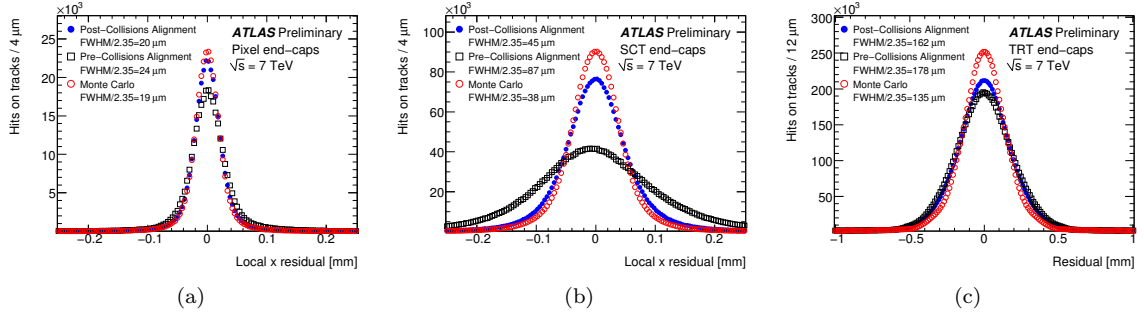 ×10³
25
20
15
10
5
0
Hits on tracks / 4 μm
Post−Collisions Alignment
FWHM/2.35=20 μm
Pre−Collisions Alignment
FWHM/2.35=24 μm
Monte Carlo
FWHM/2.35=19 μm
ATLAS Preliminary
Pixel end−caps
√s = 7 TeV
−0.2 −0.1 0 0.1 0.2
Local x residual [mm]
(a)
×10³
100
80
60
40
20
0
Hits on tracks / 4 μm
Post−Collisions Alignment
FWHM/2.35=45 μm
Pre−Collisions Alignment
FWHM/2.35=87 μm
Monte Carlo
FWHM/2.35=38 μm
ATLAS Preliminary
SCT end−caps
√s = 7 TeV
−0.2 −0.1 0 0.1 0.2
Local x residual [mm]
(b)
300 ×10³
250
200
150
100
50
0
Hits on tracks / 12 μm
Post−Collisions Alignment
FWHM/2.35=162 μm
Pre−Collisions Alignment
FWHM/2.35=178 μm
Monte Carlo
FWHM/2.35=135 μm
ATLAS Preliminary
TRT end−caps
√s = 7 TeV
−1 −0.5 0 0.5 1
Residual [mm]
(c)